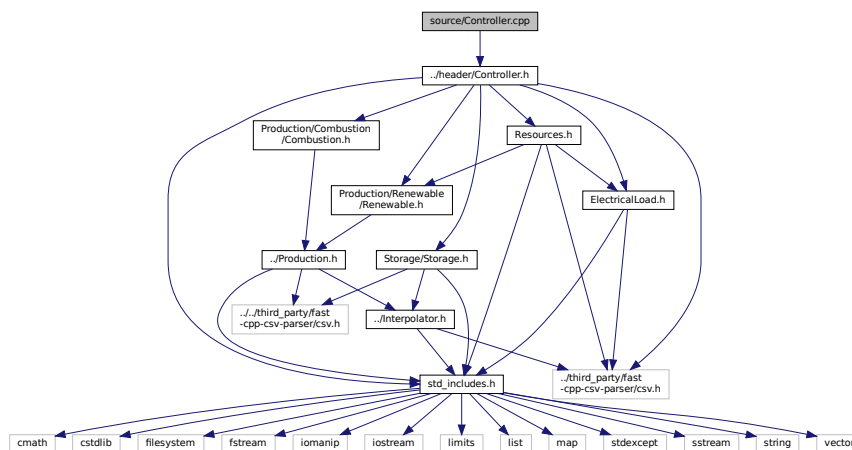 source/Controller.cpp
../header/Controller.h
Production/Combustion
/Combustion.h
Resources.h
Production/Renewable
/Renewable.h
ElectricalLoad.h
../Production.h
Storage/Storage.h
../../third_party/fast
-cpp-csv-parser/csv.h
../Interpolator.h
std_includes.h
../third_party/fast
-cpp-csv-parser/csv.h
cmath
cstdlib
filesystem
fstream
iomanip
iostream
limits
list
map
stdexcept
sstream
string
vector